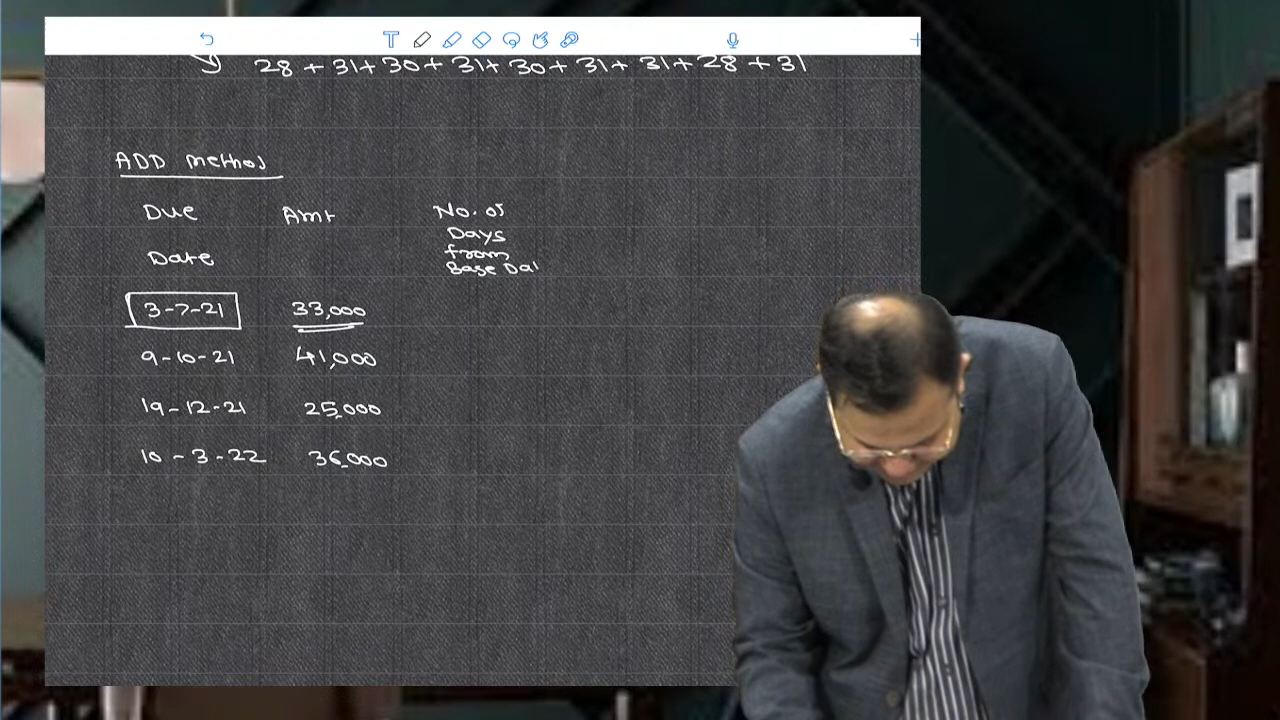 28 + 31 + 30 + 31 + 30 + 31 + 31 + 28 + 31
ADD method
Due Date
Amt
No. of
Days
from
Base Dat
3-7-21 33,000
9-10-21 41,000
19-12-21 25,000
10-3-22 36,000